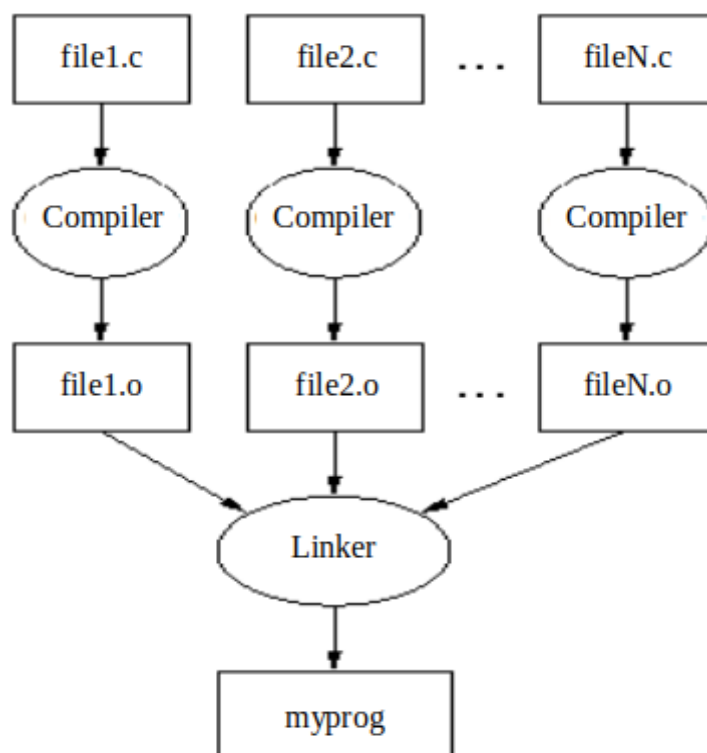 file1.c file2.c ... fileN.c
Compiler Compiler Compiler
file1.o file2.o ... fileN.o
Linker
myprog